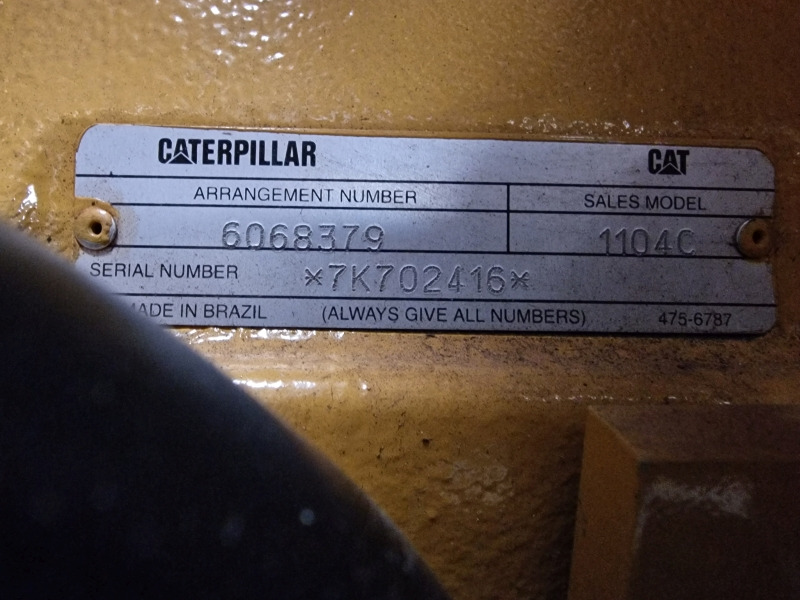 CATERPILLAR CAT
ARRANGEMENT NUMBER SALES MODEL
6068379 1104C
SERIAL NUMBER *7K702416*
MADE IN BRAZIL (ALWAYS GIVE ALL NUMBERS) 475-6787